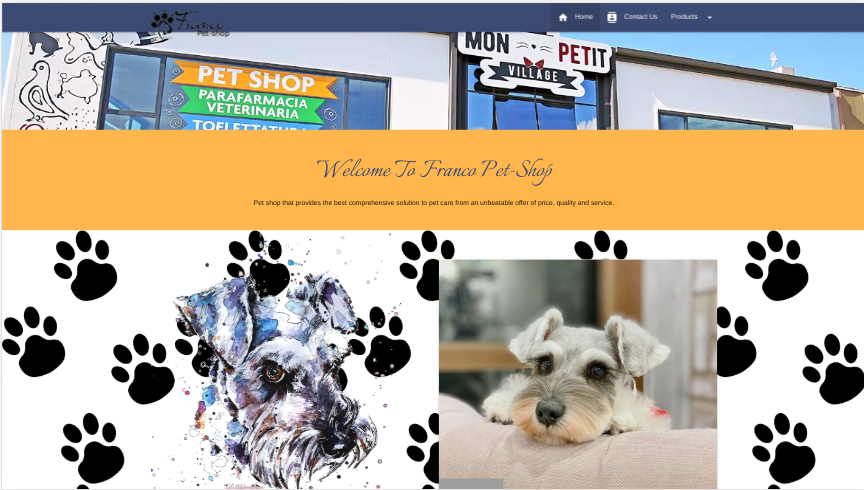 Franco
Pet-shop
Home
Contact Us
Products
PET SHOP
PARAFARMACIA
VETERINARIA
TOELETTATURA
MON PETIT
VILLAGE
Welcome To Franco Pet-Shop
Pet shop that provides the best comprehensive solution to pet care from an unbeatable offer of price, quality and service.